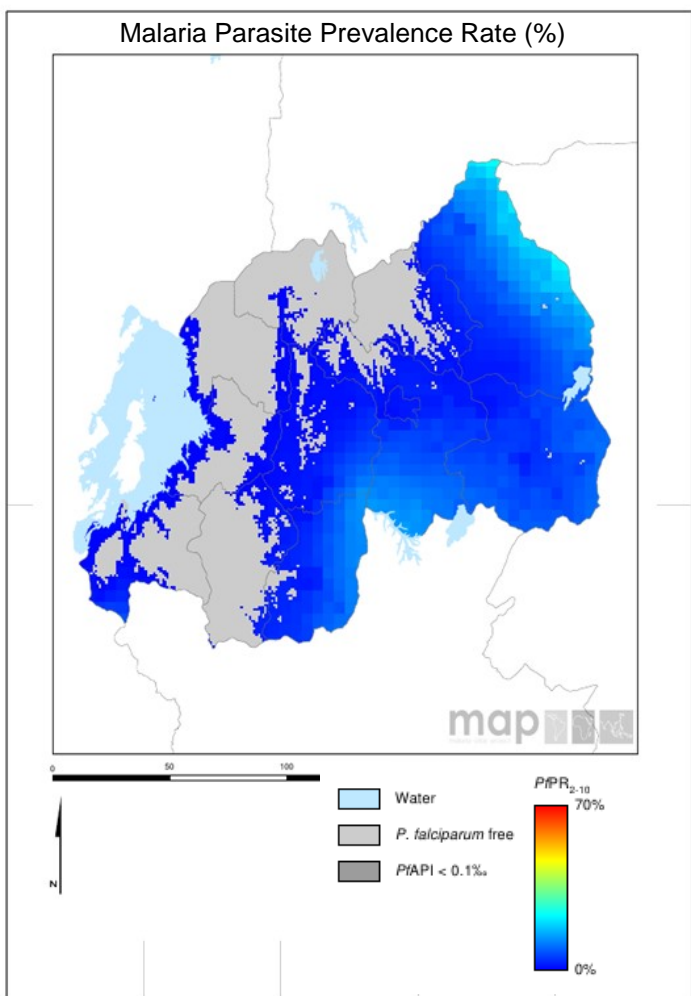 Malaria Parasite Prevalence Rate (%)
map
0 50 100
Water
P. falciparum free
PfAPI < 0.1‰
N
PfPR2-10
70%
0%